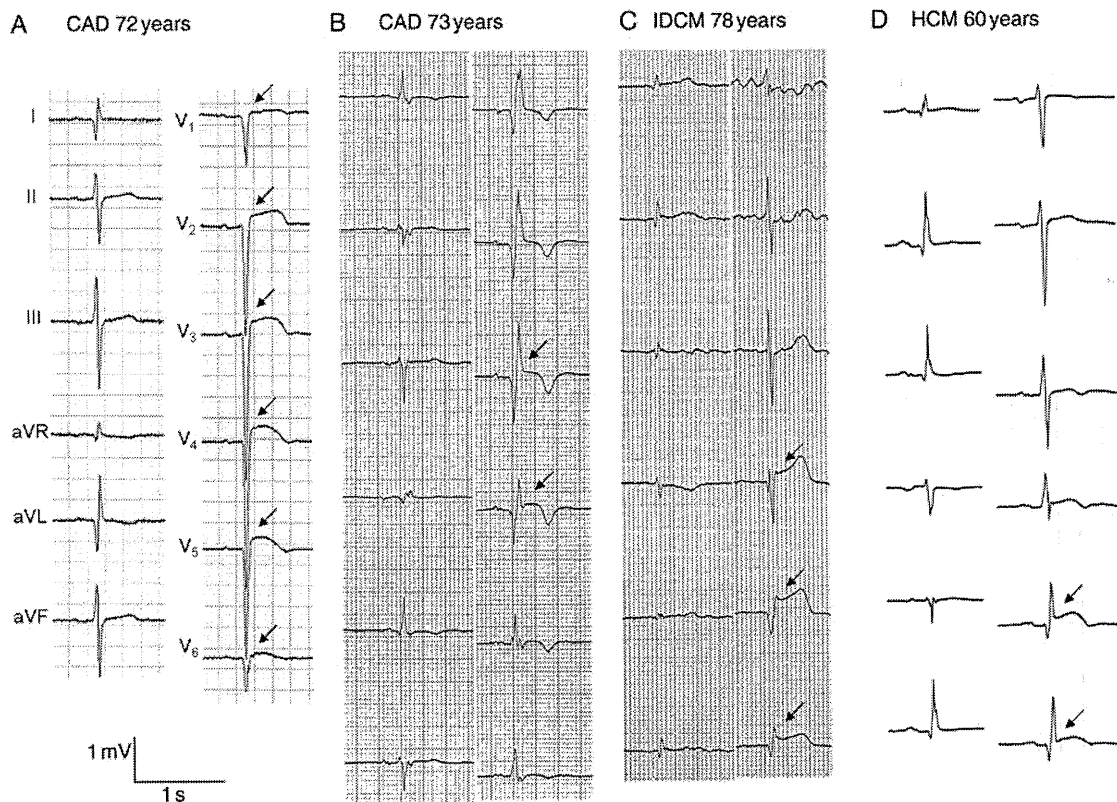 A CAD 72 years
B CAD 73 years
C IDCM 78 years
D HCM 60 years
I
II
III
aVR
aVL
aVF
V1
V2
V3
V4
V5
V6
1 mV
1 s